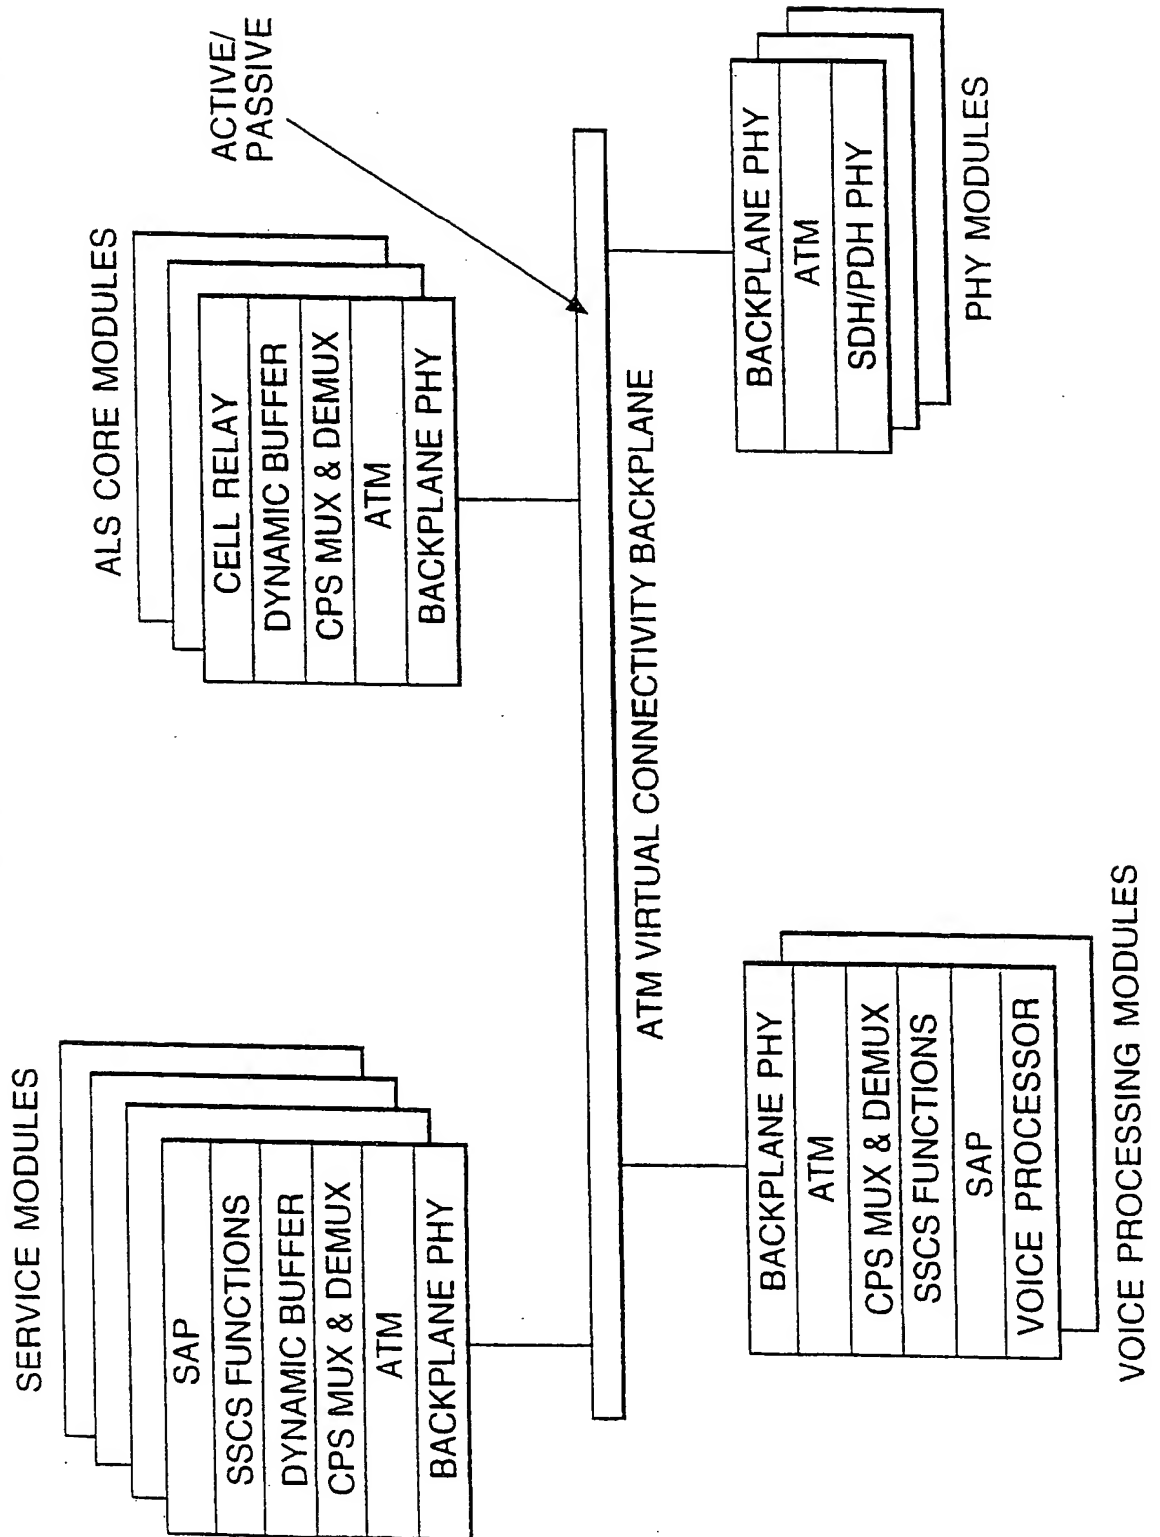 SERVICE MODULES
SAP
SSCS FUNCTIONS
DYNAMIC BUFFER
CPS MUX & DEMUX
ATM
BACKPLANE PHY
ALS CORE MODULES
CELL RELAY
DYNAMIC BUFFER
CPS MUX & DEMUX
ATM
BACKPLANE PHY
ACTIVE/
PASSIVE
ATM VIRTUAL CONNECTIVITY BACKPLANE
BACKPLANE PHY
ATM
CPS MUX & DEMUX
SSCS FUNCTIONS
SAP
VOICE PROCESSOR
VOICE PROCESSING MODULES
BACKPLANE PHY
ATM
SDH/PDH PHY
PHY MODULES